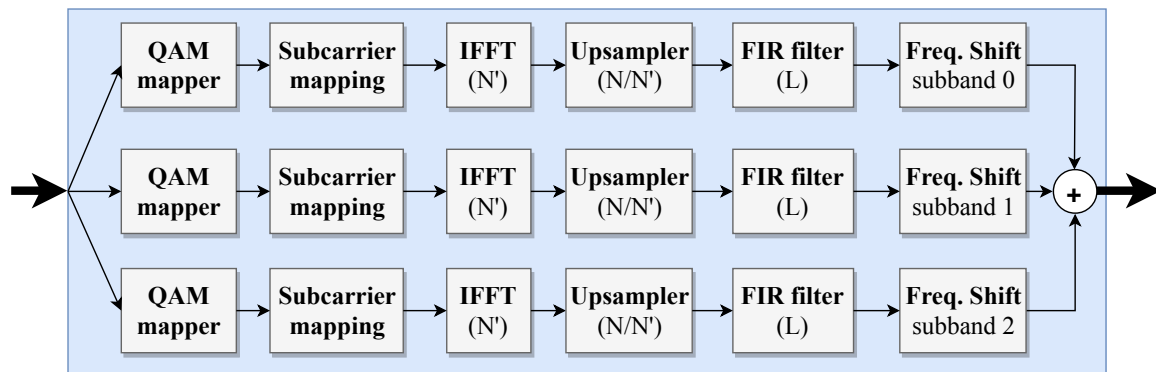 QAM
mapper
Subcarrier
mapping
IFFT
(N')
Upsampler
(N/N')
FIR filter
(L)
Freq. Shift
subband 0
QAM
mapper
Subcarrier
mapping
IFFT
(N')
Upsampler
(N/N')
FIR filter
(L)
Freq. Shift
subband 1
+
QAM
mapper
Subcarrier
mapping
IFFT
(N')
Upsampler
(N/N')
FIR filter
(L)
Freq. Shift
subband 2